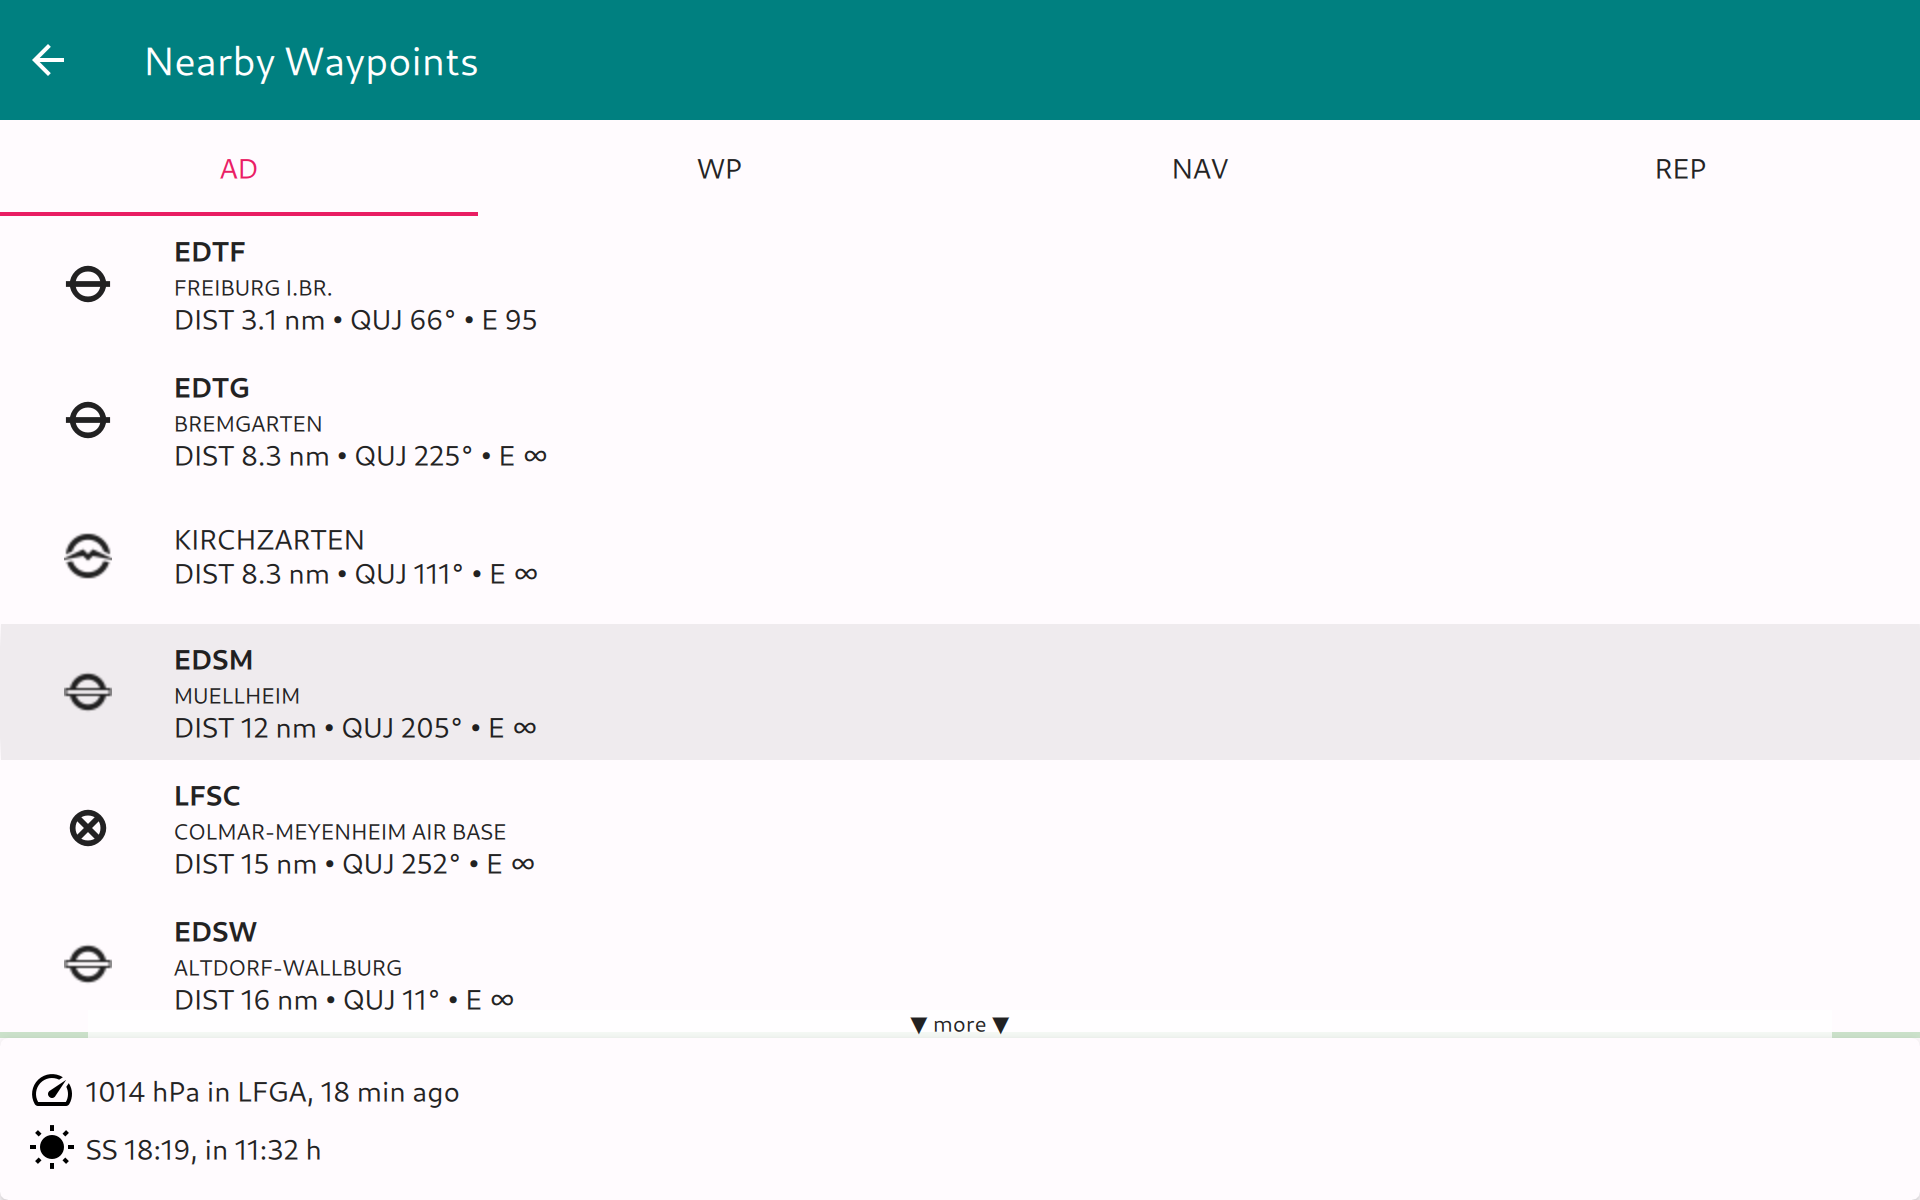 Nearby Waypoints
AD WP NAV REP
EDTF
FREIBURG I.BR.
DIST 3.1 nm • QUJ 66° • E 95
EDTG
BREMGARTEN
DIST 8.3 nm • QUJ 225° • E ∞
KIRCHZARTEN
DIST 8.3 nm • QUJ 111° • E ∞
EDSM
MUELLHEIM
DIST 12 nm • QUJ 205° • E ∞
LFSC
COLMAR-MEYENHEIM AIR BASE
DIST 15 nm • QUJ 252° • E ∞
EDSW
ALTDORF-WALLBURG
DIST 16 nm • QUJ 11° • E ∞
▼ more ▼
1014 hPa in LFGA, 18 min ago
SS 18:19, in 11:32 h